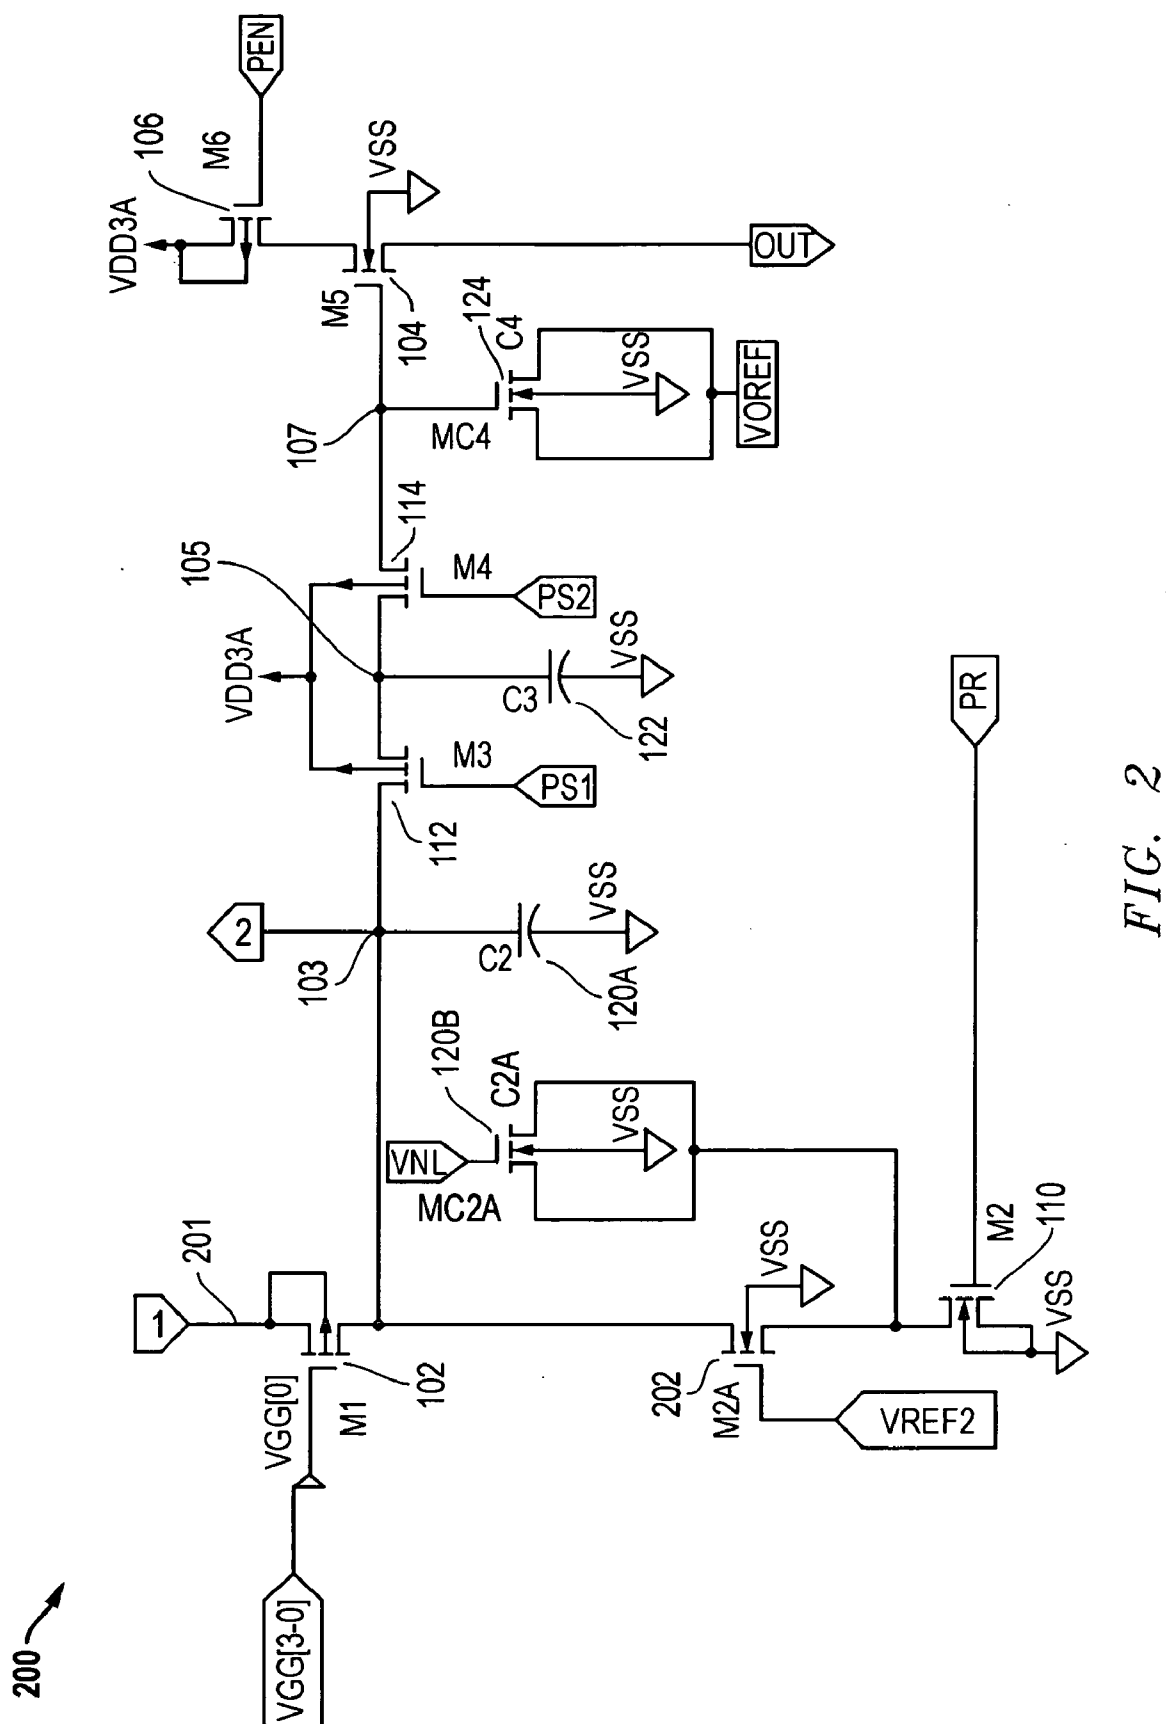 200
VGG[3-0]
VGG[0]
M1
102
1
201
103
2
VNL
MC2A
120B
C2A
VSS
C2
120A
VSS
202
M2A
VSS
VREF2
M2
110
VSS
PR
112
M3
PS1
VDD3A
105
C3
122
VSS
114
M4
PS2
107
MC4
124
C4
VSS
VOREF
M5
104
VSS
OUT
VDD3A
106
M6
PEN
FIG. 2